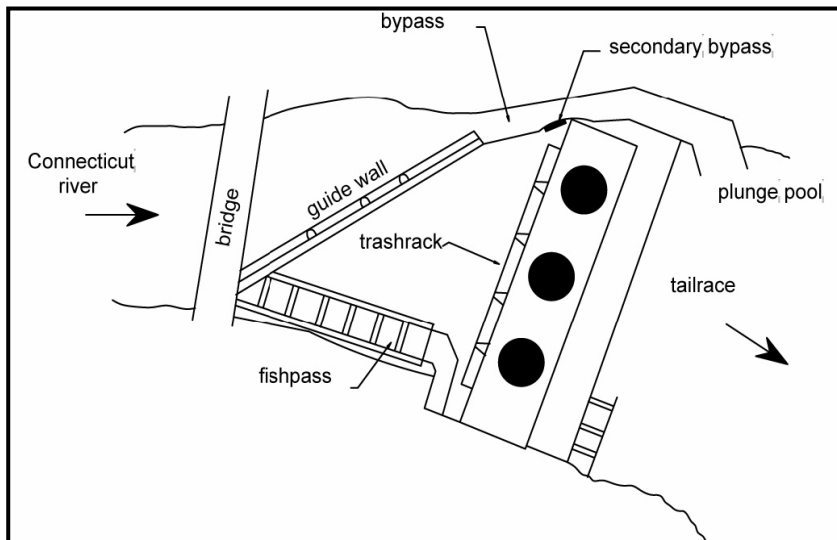 bypass
secondary bypass
Connecticut
river
guide wall
bridge
plunge pool
trashrack
tailrace
fishpass